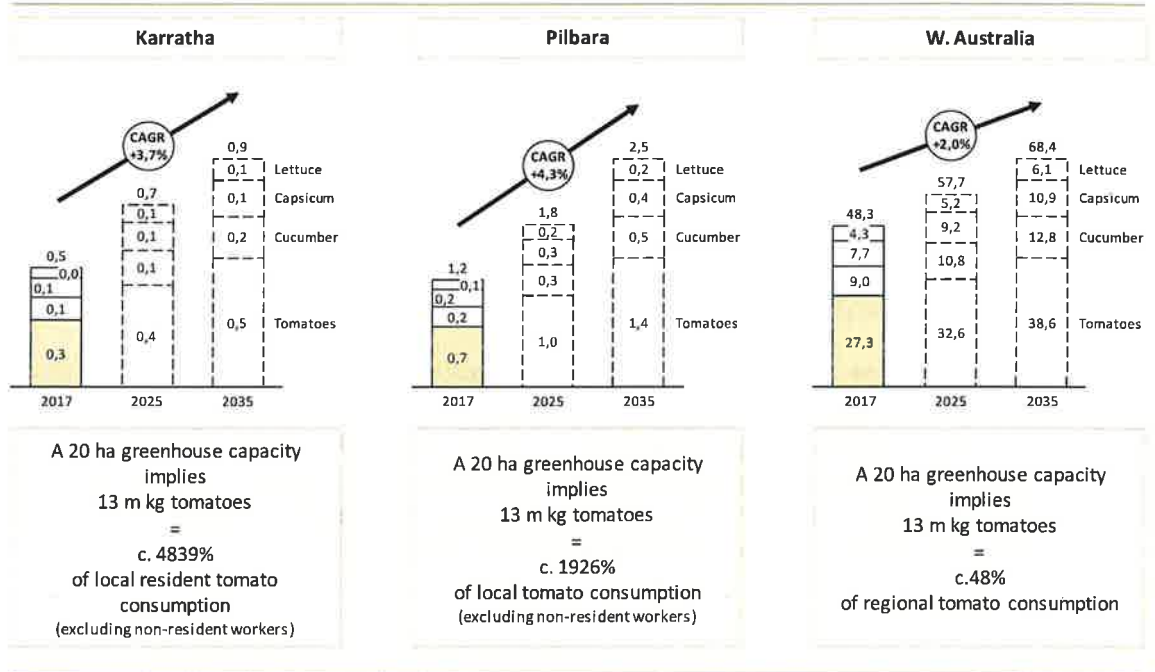 Karratha
CAGR
+3,7%
0,9
0,1
Lettuce
0,7
0,1
Capsicum
0,1
0,5
0,1
0,2
Cucumber
0,0
0,1
0,1
0,1
0,3
0,4
0,5
Tomatoes
2017
2025
2035
A 20 ha greenhouse capacity
implies
13 m kg tomatoes
=
c. 4839%
of local resident tomato
consumption
(excluding non-resident workers)
Pilbara
CAGR
+4,3%
2,5
0,2
Lettuce
0,4
Capsicum
1,8
0,2
0,5
Cucumber
0,3
1,2
0,1
0,3
0,2
0,2
0,7
1,0
1,4
Tomatoes
2017
2025
2035
A 20 ha greenhouse capacity
implies
13 m kg tomatoes
=
c. 1926%
of local tomato consumption
(excluding non-resident workers)
W. Australia
CAGR
+2,0%
68,4
6,1
Lettuce
57,7
5,2
10,9
Capsicum
48,3
4,3
9,2
12,8
Cucumber
7,7
10,8
9,0
27,3
32,6
38,6
Tomatoes
2017
2025
2035
A 20 ha greenhouse capacity
implies
13 m kg tomatoes
=
c.48%
of regional tomato consumption